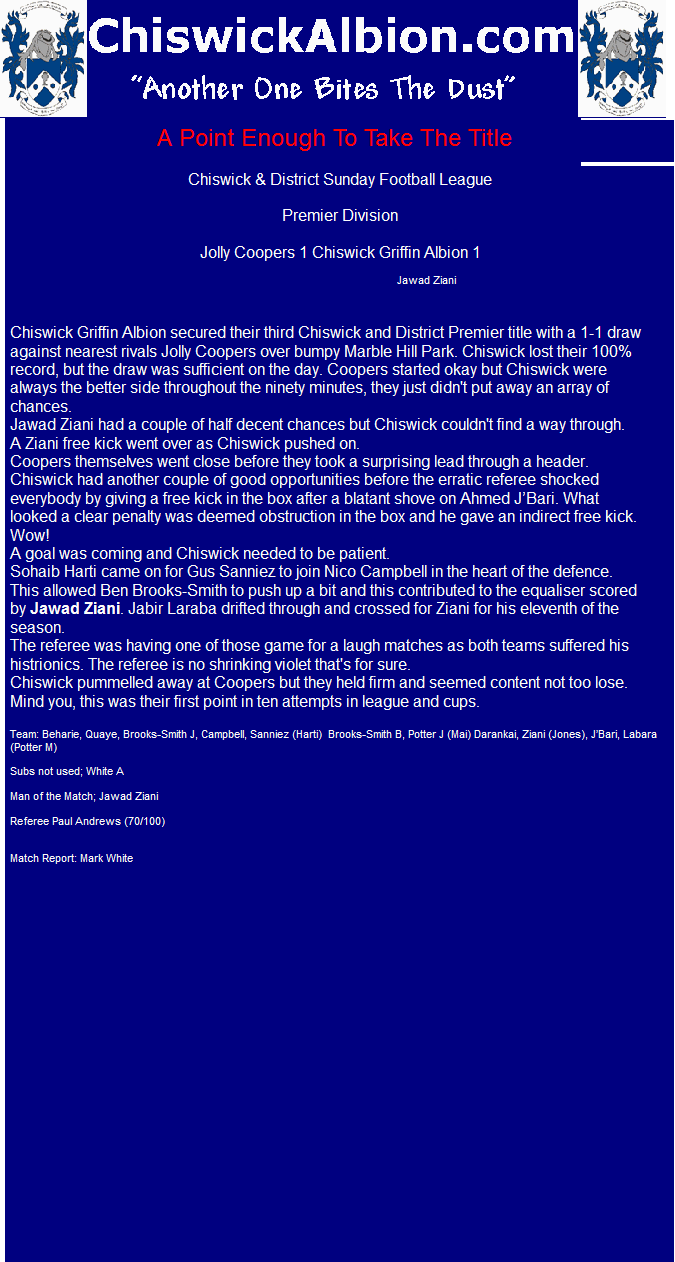 ChiswickAlbion.com
“Another One Bites The Dust”
A Point Enough To Take The Title
Chiswick & District Sunday Football League
Premier Division
Jolly Coopers 1 Chiswick Griffin Albion 1
Jawad Ziani
Chiswick Griffin Albion secured their third Chiswick and District Premier title with a 1-1 draw
against nearest rivals Jolly Coopers over bumpy Marble Hill Park. Chiswick lost their 100%
record, but the draw was sufficient on the day. Coopers started okay but Chiswick were
always the better side throughout the ninety minutes, they just didn't put away an array of
chances.
Jawad Ziani had a couple of half decent chances but Chiswick couldn't find a way through.
A Ziani free kick went over as Chiswick pushed on.
Coopers themselves went close before they took a surprising lead through a header.
Chiswick had another couple of good opportunities before the erratic referee shocked
everybody by giving a free kick in the box after a blatant shove on Ahmed J’Bari. What
looked a clear penalty was deemed obstruction in the box and he gave an indirect free kick.
Wow!
A goal was coming and Chiswick needed to be patient.
Sohaib Harti came on for Gus Sanniez to join Nico Campbell in the heart of the defence.
This allowed Ben Brooks-Smith to push up a bit and this contributed to the equaliser scored
by Jawad Ziani. Jabir Laraba drifted through and crossed for Ziani for his eleventh of the
season.
The referee was having one of those game for a laugh matches as both teams suffered his
histrionics. The referee is no shrinking violet that's for sure.
Chiswick pummelled away at Coopers but they held firm and seemed content not too lose.
Mind you, this was their first point in ten attempts in league and cups.
Team: Beharie, Quaye, Brooks-Smith J, Campbell, Sanniez (Harti)  Brooks-Smith B, Potter J (Mai) Darankai, Ziani (Jones), J'Bari, Labara
(Potter M)
Subs not used; White A
Man of the Match; Jawad Ziani
Referee Paul Andrews (70/100)
Match Report: Mark White